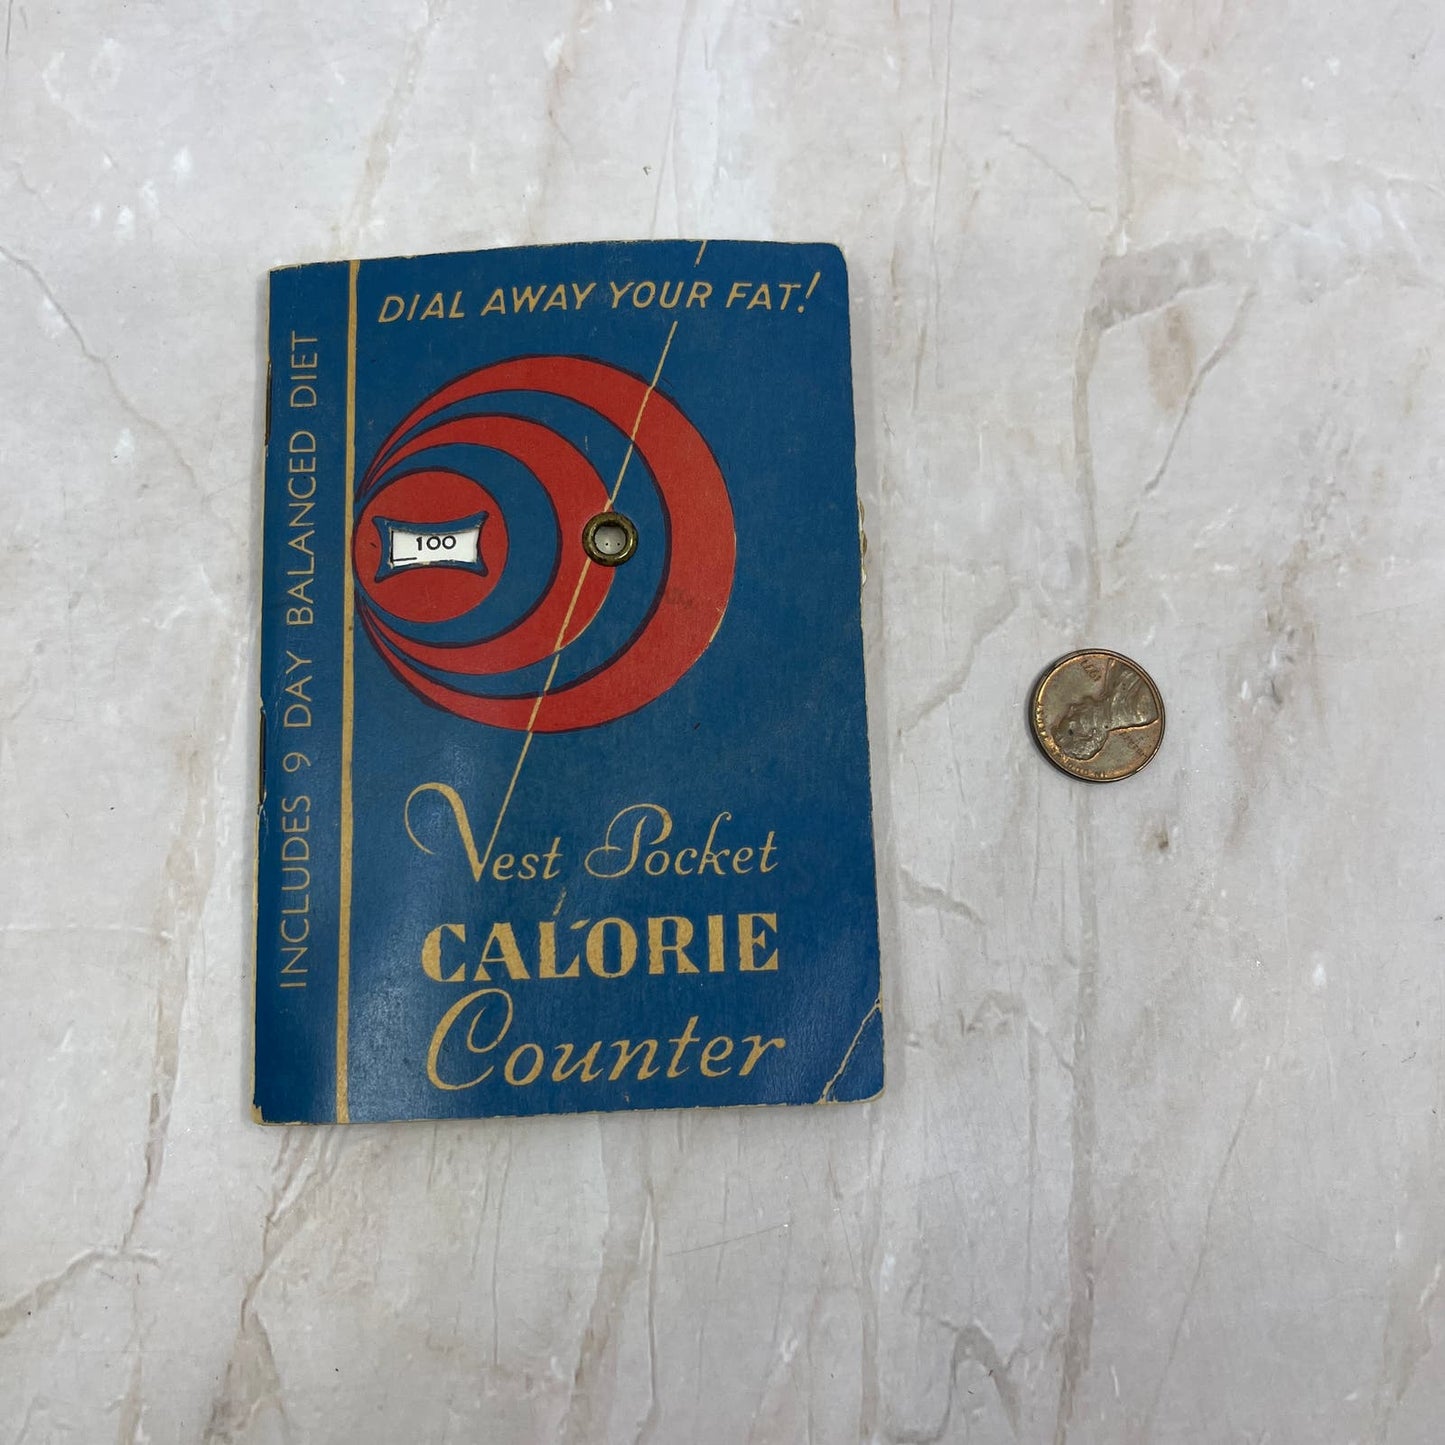 DIAL AWAY YOUR FAT!
INCLUDES 9 DAY BALANCED DIET
100
Vest Pocket
CALORIE
Counter